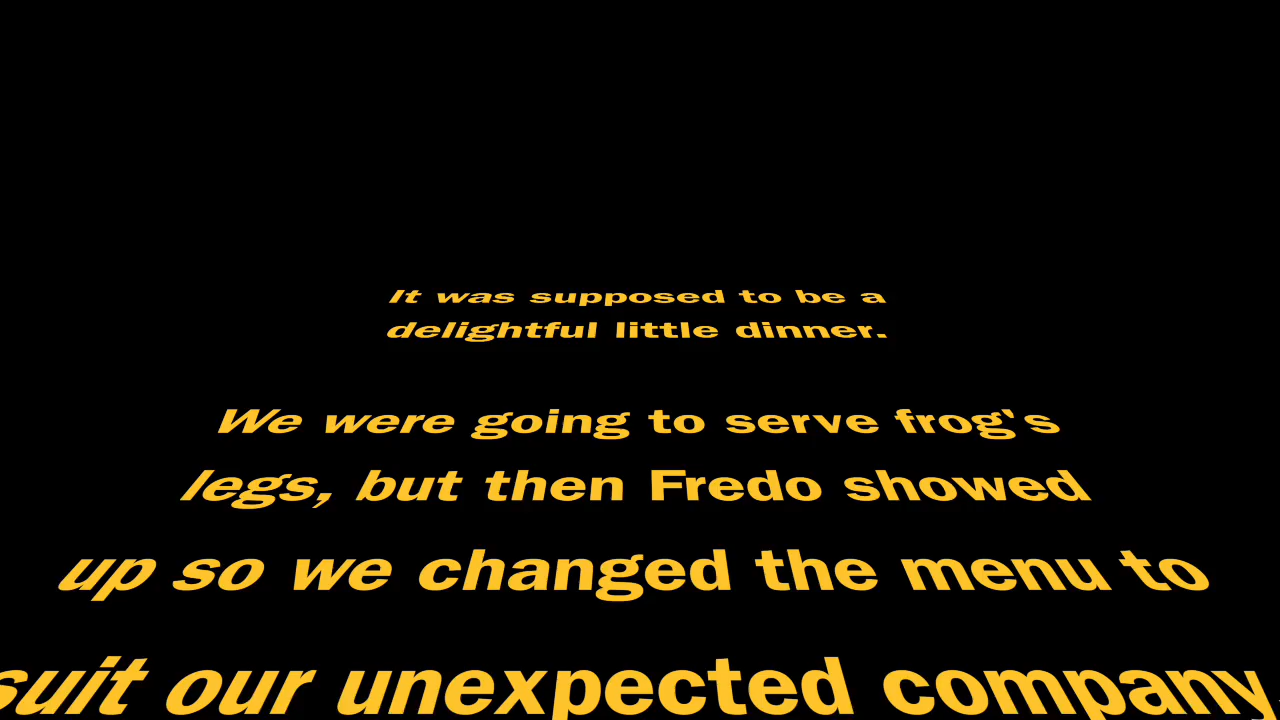 It was supposed to be a
delightful little dinner.
We were going to serve frog's
legs, but then Fredo showed
up so we changed the menu to
suit our unexpected company